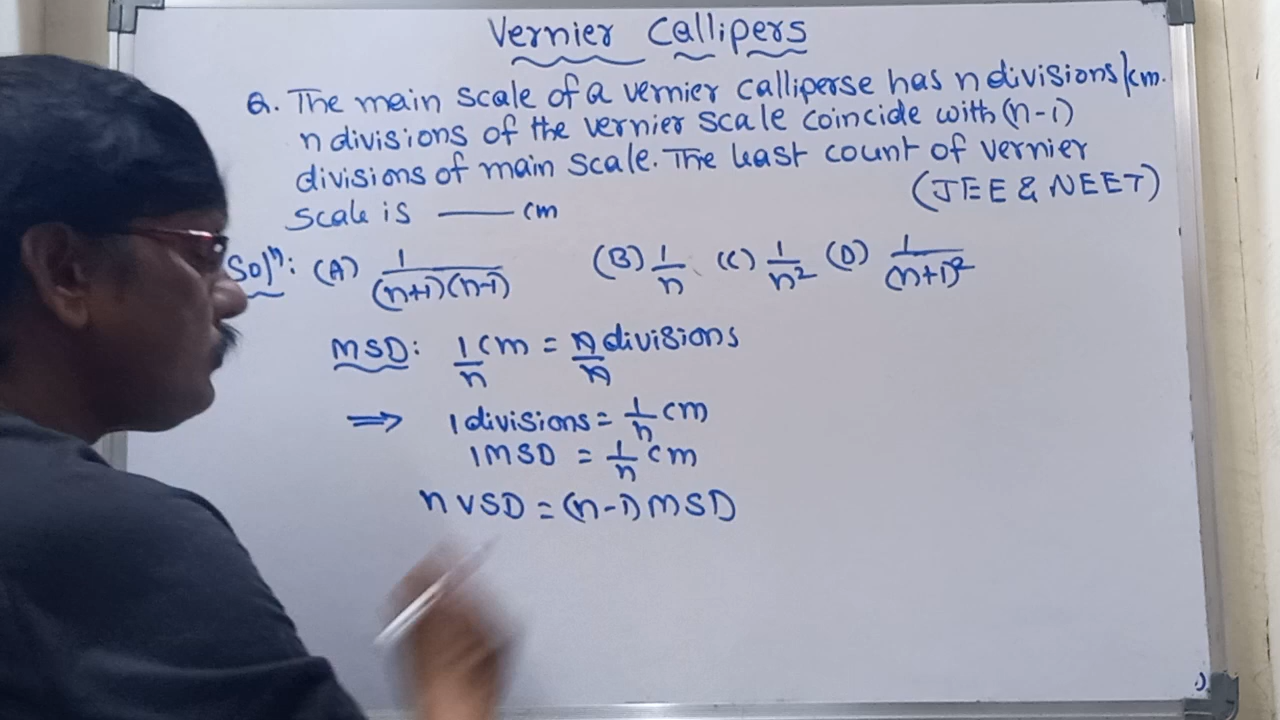 Vernier Callipers
Q. The main scale of a vernier calliperse has n divisions/cm.
n divisions of the vernier scale coincide with (n-1)
divisions of main scale. The least count of vernier
scale is —— cm (JEE & NEET)
Solⁿ: (A) 1/(n+1)(n-1) (B) 1/n (C) 1/n² (D) 1/(n+1)²
MSD: 1/n cm = n/n divisions
⇒ 1 divisions = 1/n cm
1 MSD = 1/n cm
n VSD = (n-1) MSD